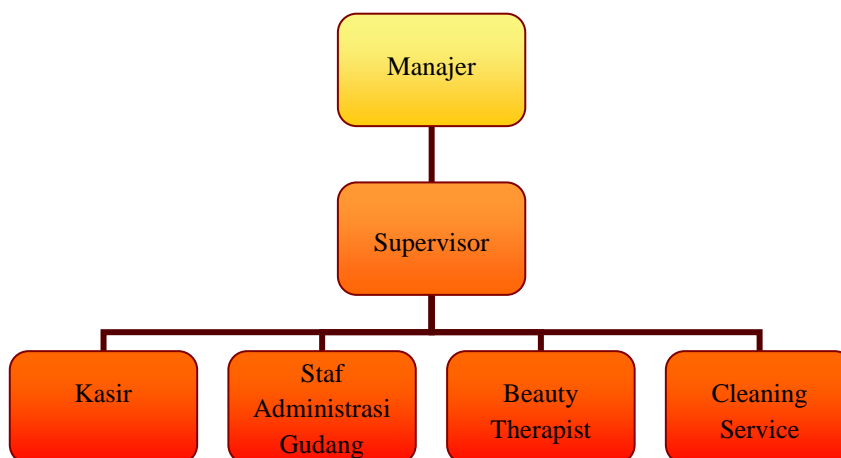 Manajer
Supervisor
Kasir
Staf
Administrasi
Gudang
Beauty
Therapist
Cleaning
Service